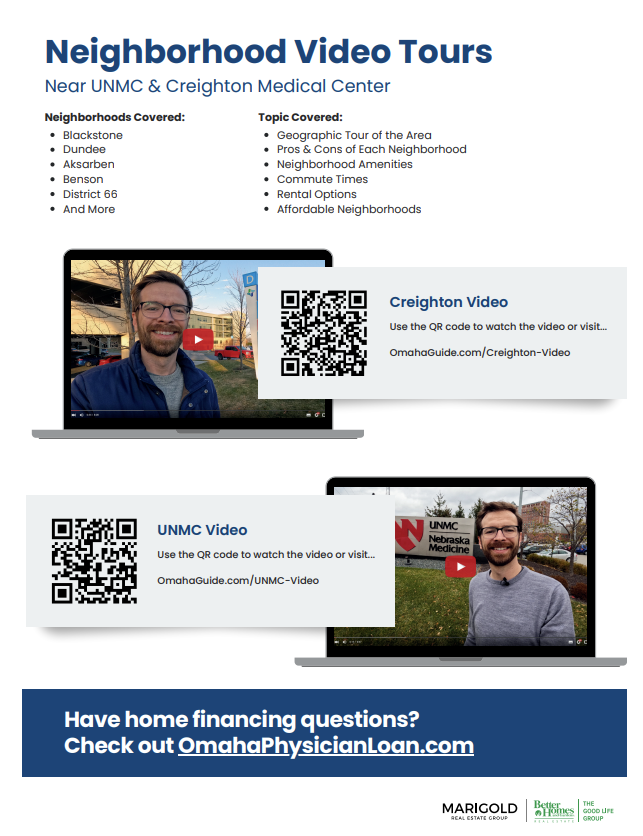 Neighborhood Video Tours
Near UNMC & Creighton Medical Center
Neighborhoods Covered:
Blackstone
Dundee
Aksarben
Benson
District 66
And More
Topic Covered:
Geographic Tour of the Area
Pros & Cons of Each Neighborhood
Neighborhood Amenities
Commute Times
Rental Options
Affordable Neighborhoods
D
Creighton Video
Use the QR code to watch the video or visit...
OmahaGuide.com/Creighton-Video
UNMC Video
Use the QR code to watch the video or visit...
OmahaGuide.com/UNMC-Video
UNMC
Nebraska
Medicine
Have home financing questions?
Check out OmahaPhysicianLoan.com
MARIGOLD
REAL ESTATE GROUP
Better
Homes
REAL ESTATE
THE
GOOD LIFE
GROUP